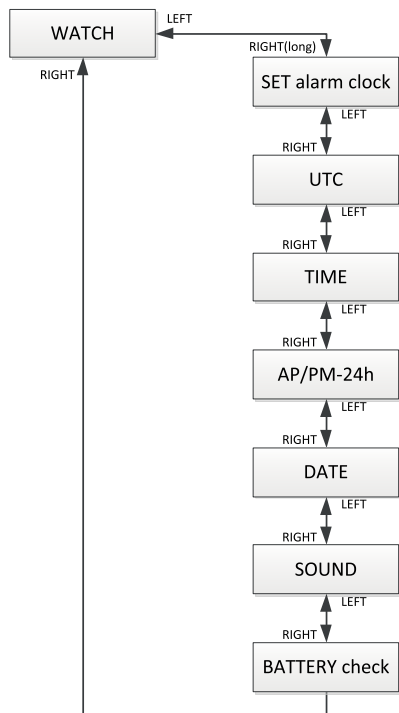 WATCH
LEFT
RIGHT
RIGHT(long)
SET alarm clock
LEFT
RIGHT
UTC
LEFT
RIGHT
TIME
LEFT
RIGHT
AP/PM-24h
LEFT
RIGHT
DATE
LEFT
RIGHT
SOUND
LEFT
RIGHT
BATTERY check